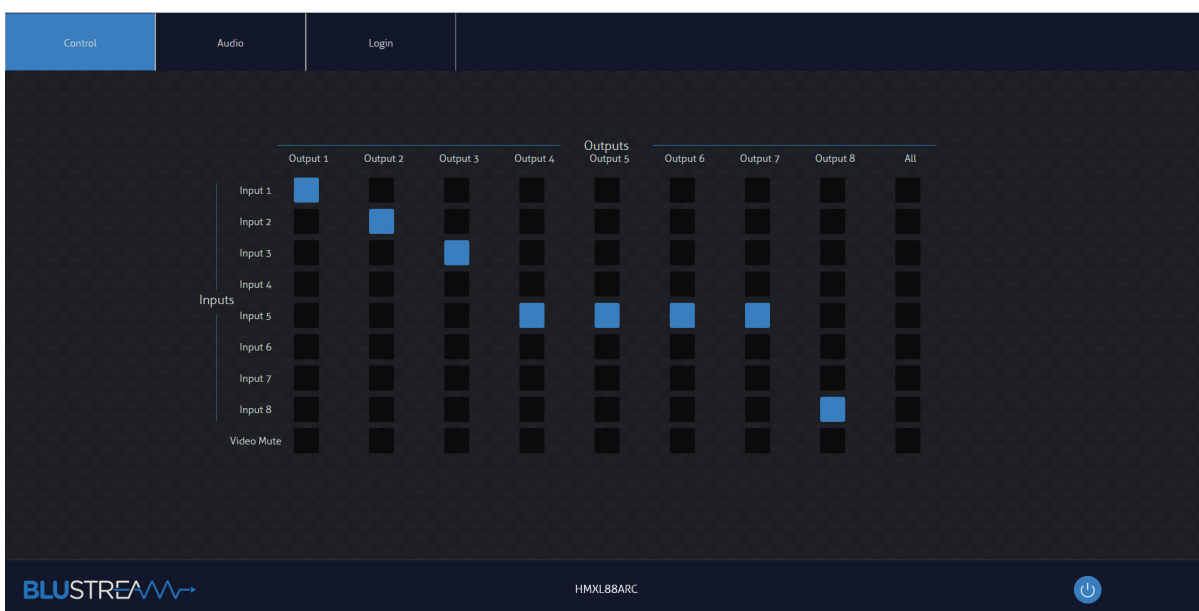 Control Audio Login
Outputs
Output 1 Output 2 Output 3 Output 4 Output 5 Output 6 Output 7 Output 8 All
Input 1
Input 2
Input 3
Input 4
Inputs
Input 5
Input 6
Input 7
Input 8
Video Mute
BLUSTREAM HMXL88ARC